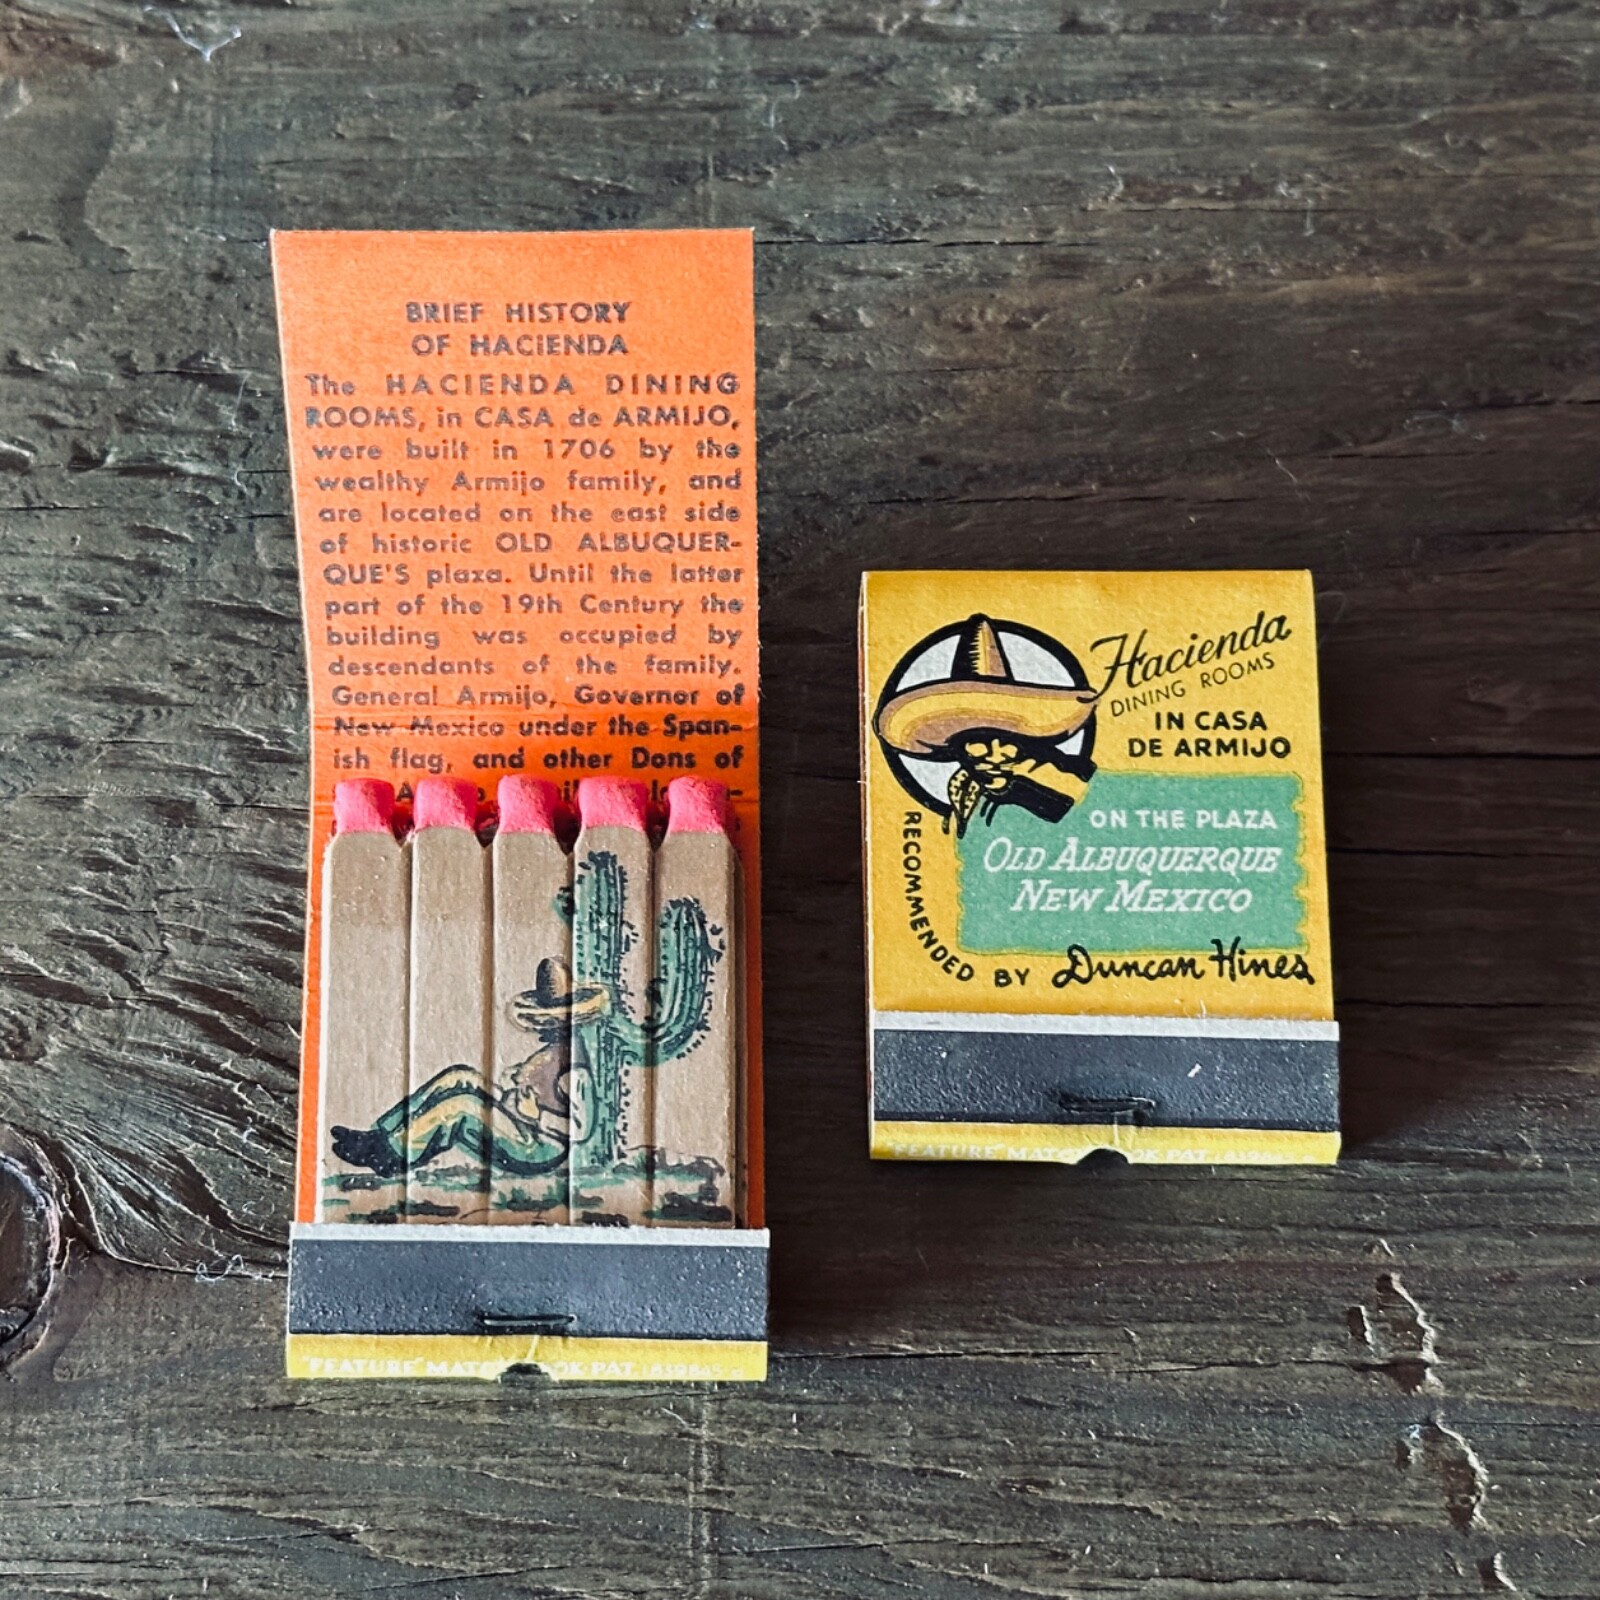 BRIEF HISTORY
OF HACIENDA
The HACIENDA DINING
ROOMS, in CASA de ARMIJO,
were built in 1706 by the
wealthy Armijo family, and
are located on the east side
of historic OLD ALBUQUER-
QUE'S plaza. Until the latter
part of the 19th Century the
building was occupied by
descendants of the family.
General Armijo, Governor of
New Mexico under the Span-
ish flag, and other Dons of
"FEATURE" PAT.
Hacienda
DINING ROOMS
IN CASA
DE ARMIJO
ON THE PLAZA
OLD ALBUQUERQUE
NEW MEXICO
RECOMMENDED BY Duncan Hines
"FEATURE" PAT.